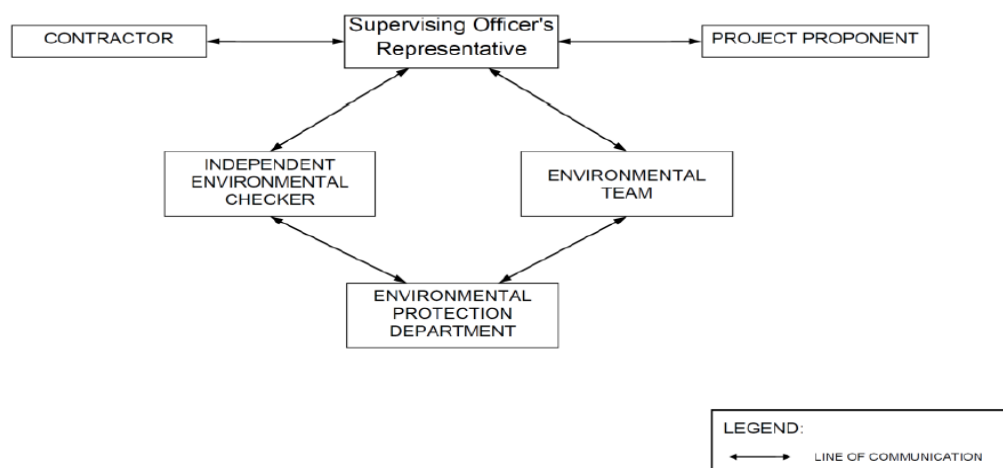 CONTRACTOR
Supervising Officer's
Representative
PROJECT PROPONENT
INDEPENDENT
ENVIRONMENTAL
CHECKER
ENVIRONMENTAL
TEAM
ENVIRONMENTAL
PROTECTION
DEPARTMENT
LEGEND:
LINE OF COMMUNICATION